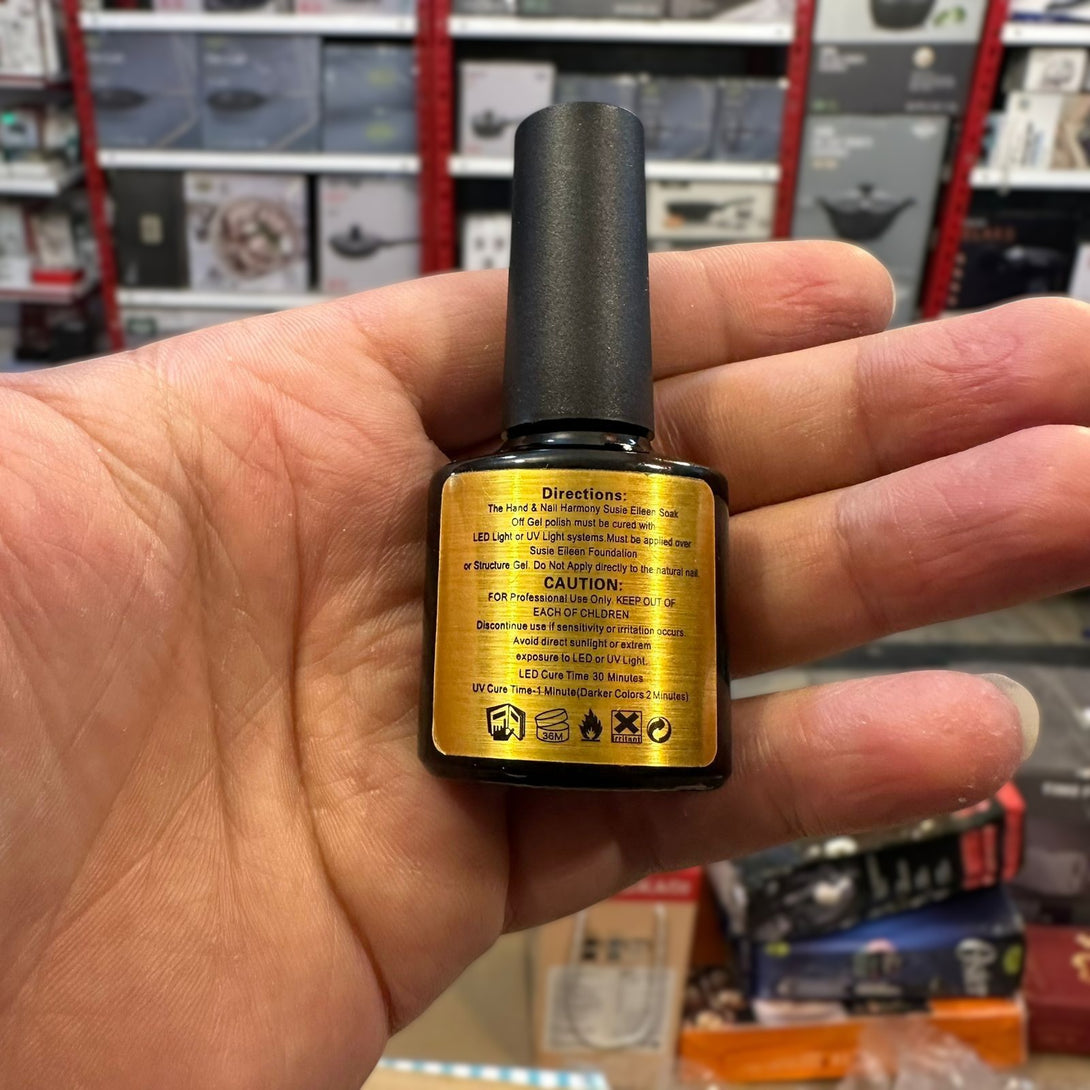 Directions:
The Hand & Nail Harmony Susie Eileen Soak
Off Gel polish must be cured with
LED Light or UV Light systems.Must be applied over
Susie Eileen Foundation
or Structure Gel. Do Not Apply directly to the natural nail.
CAUTION:
FOR Professional Use Only. KEEP OUT OF
EACH OF CHLDREN
Discontinue use if sensitivity or irritation occurs.
Avoid direct sunlight or extrem
exposure to LED or UV Light.
LED Cure Time 30 Minutes
UV Cure Time-1 Minute(Darker Colors 2 Minutes)
36M